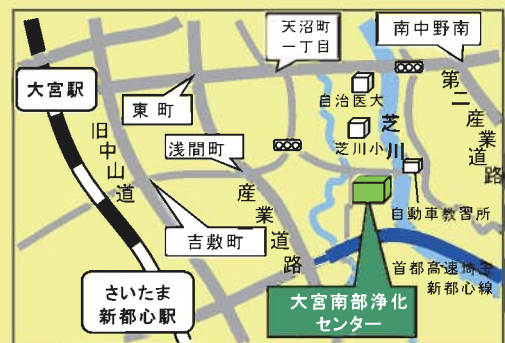 天沼町
一丁目
南中野南
大宮駅
東町
自治医大
第二産業道路
旧中山道
浅間町
芝川小
芝川
産業道路
自動車教習所
吉敷町
首都高速埼玉
新都心線
さいたま
新都心駅
大宮南部浄化
センター